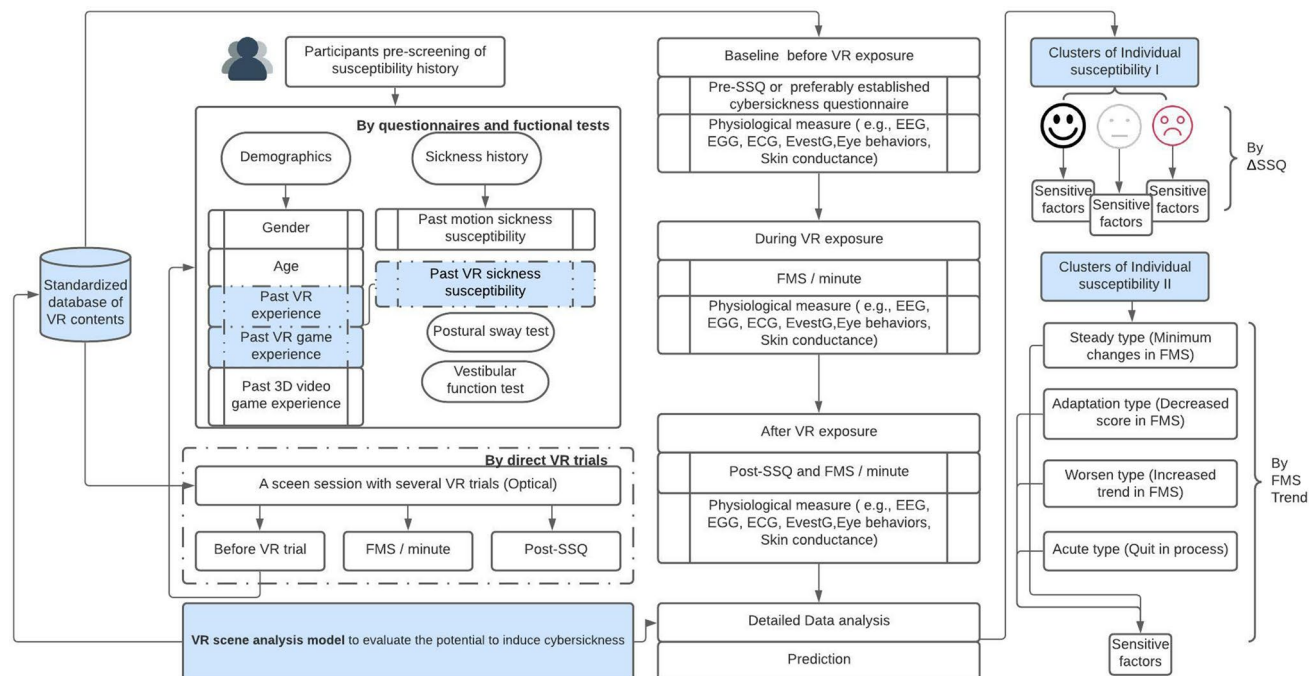 Participants pre-screening of
susceptibility history
By questionnaires and fuctional tests
Demographics
Sickness history
Gender
Age
Past VR
experience
Past VR game
experience
Past 3D video
game experience
Past motion sickness
susceptibility
Past VR sickness
susceptibility
Postural sway test
Vestibular
function test
Standardized
database of
VR contents
By direct VR trials
A sceen session with several VR trials (Optical)
Before VR trial
FMS / minute
Post-SSQ
VR scene analysis model to evaluate the potential to induce cybersickness
Baseline before VR exposure
Pre-SSQ or preferably established
cybersickness questionnaire
Physiological measure ( e.g., EEG,
EGG, ECG, EvestG,Eye behaviors,
Skin conductance)
During VR exposure
FMS / minute
Physiological measure ( e.g., EEG,
EGG, ECG, EvestG,Eye behaviors,
Skin conductance)
After VR exposure
Post-SSQ and FMS / minute
Physiological measure ( e.g., EEG,
EGG, ECG, EvestG,Eye behaviors,
Skin conductance)
Detailed Data analysis
Prediction
Clusters of Individual
susceptibility I
Sensitive
factors
Sensitive
factors
Sensitive
factors
By
ΔSSQ
Clusters of Individual
susceptibility II
Steady type (Minimum
changes in FMS)
Adaptation type (Decreased
score in FMS)
Worsen type (Increased
trend in FMS)
Acute type (Quit in process)
By
FMS
Trend
Sensitive
factors